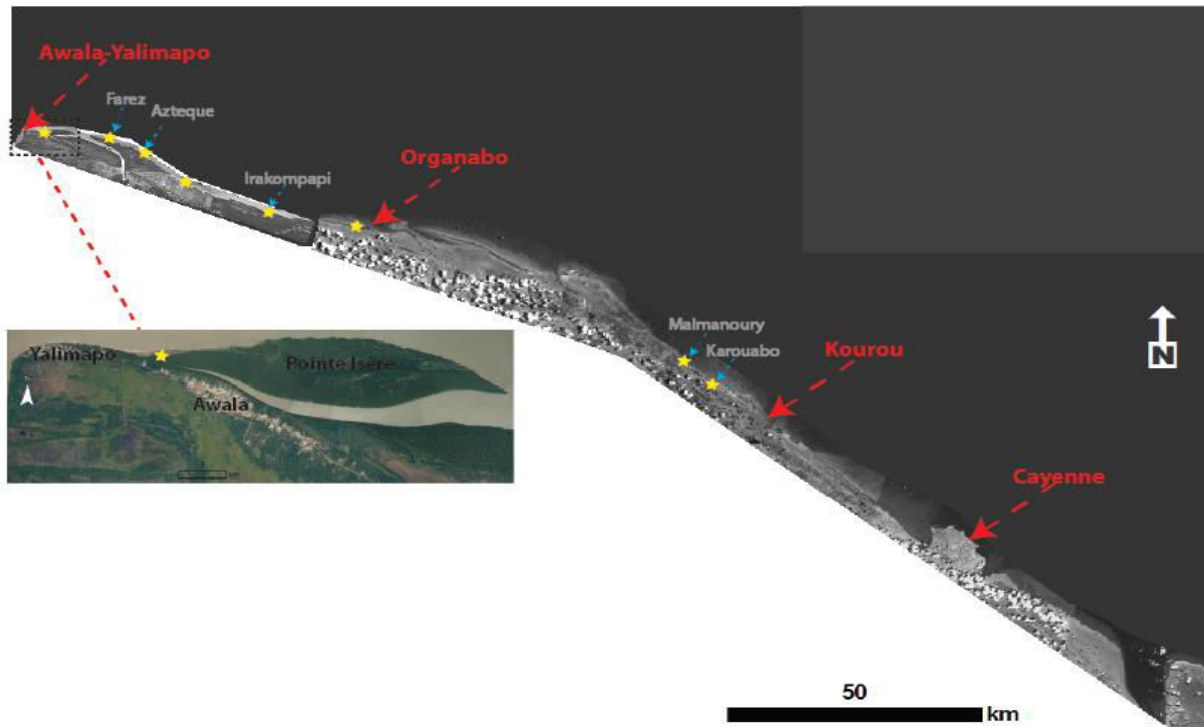 Awala-Yalimapo
Farez
Azteque
Organabo
Irakompapi
Malmanoury
Karouabo
Kourou
N
Yalimapo
Pointe Isère
Awala
Cayenne
50
km